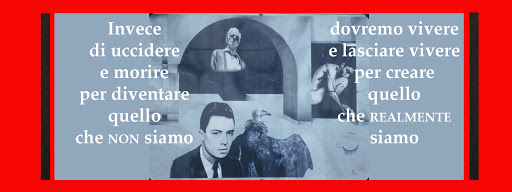 Invece
di uccidere
e morire
per diventare
quello
che NON siamo
dovremo vivere
e lasciare vivere
per creare
quello
che REALMENTE
siamo